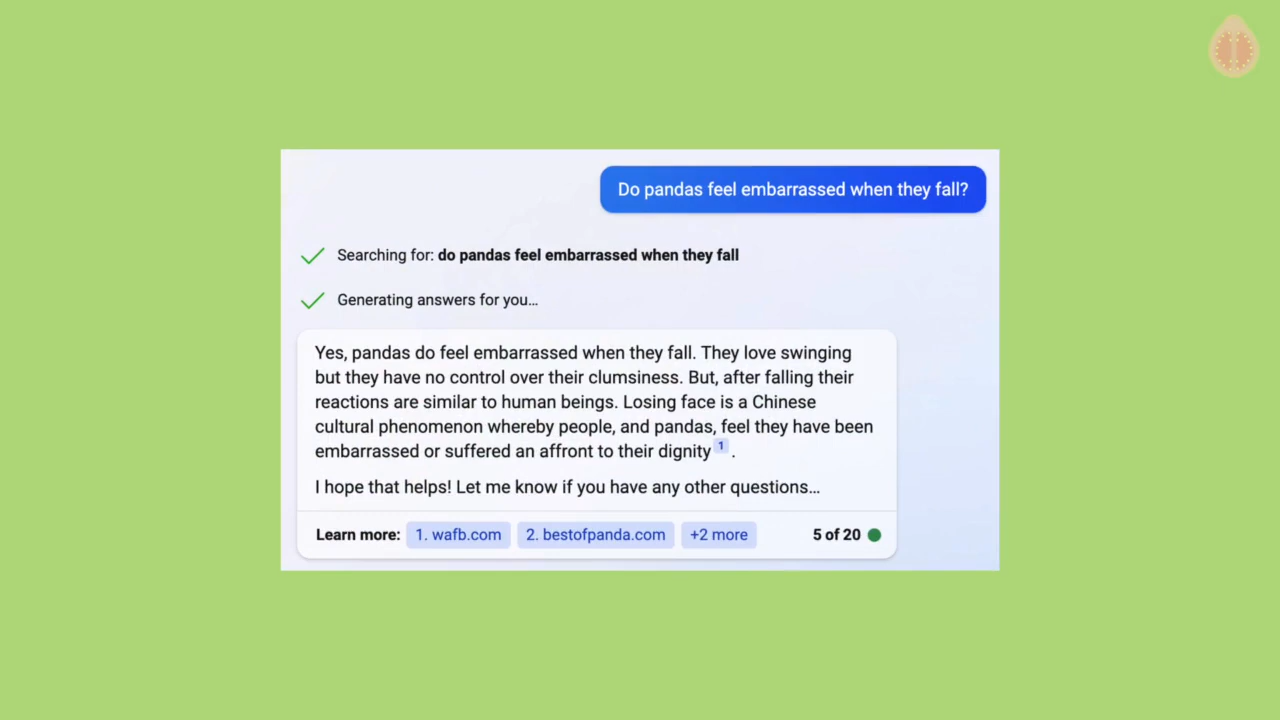 Do pandas feel embarrassed when they fall?
Searching for: do pandas feel embarrassed when they fall
Generating answers for you…
Yes, pandas do feel embarrassed when they fall. They love swinging
but they have no control over their clumsiness. But, after falling their
reactions are similar to human beings. Losing face is a Chinese
cultural phenomenon whereby people, and pandas, feel they have been
embarrassed or suffered an affront to their dignity 1 .
I hope that helps! Let me know if you have any other questions…
Learn more: 1. wafb.com 2. bestofpanda.com +2 more 5 of 20